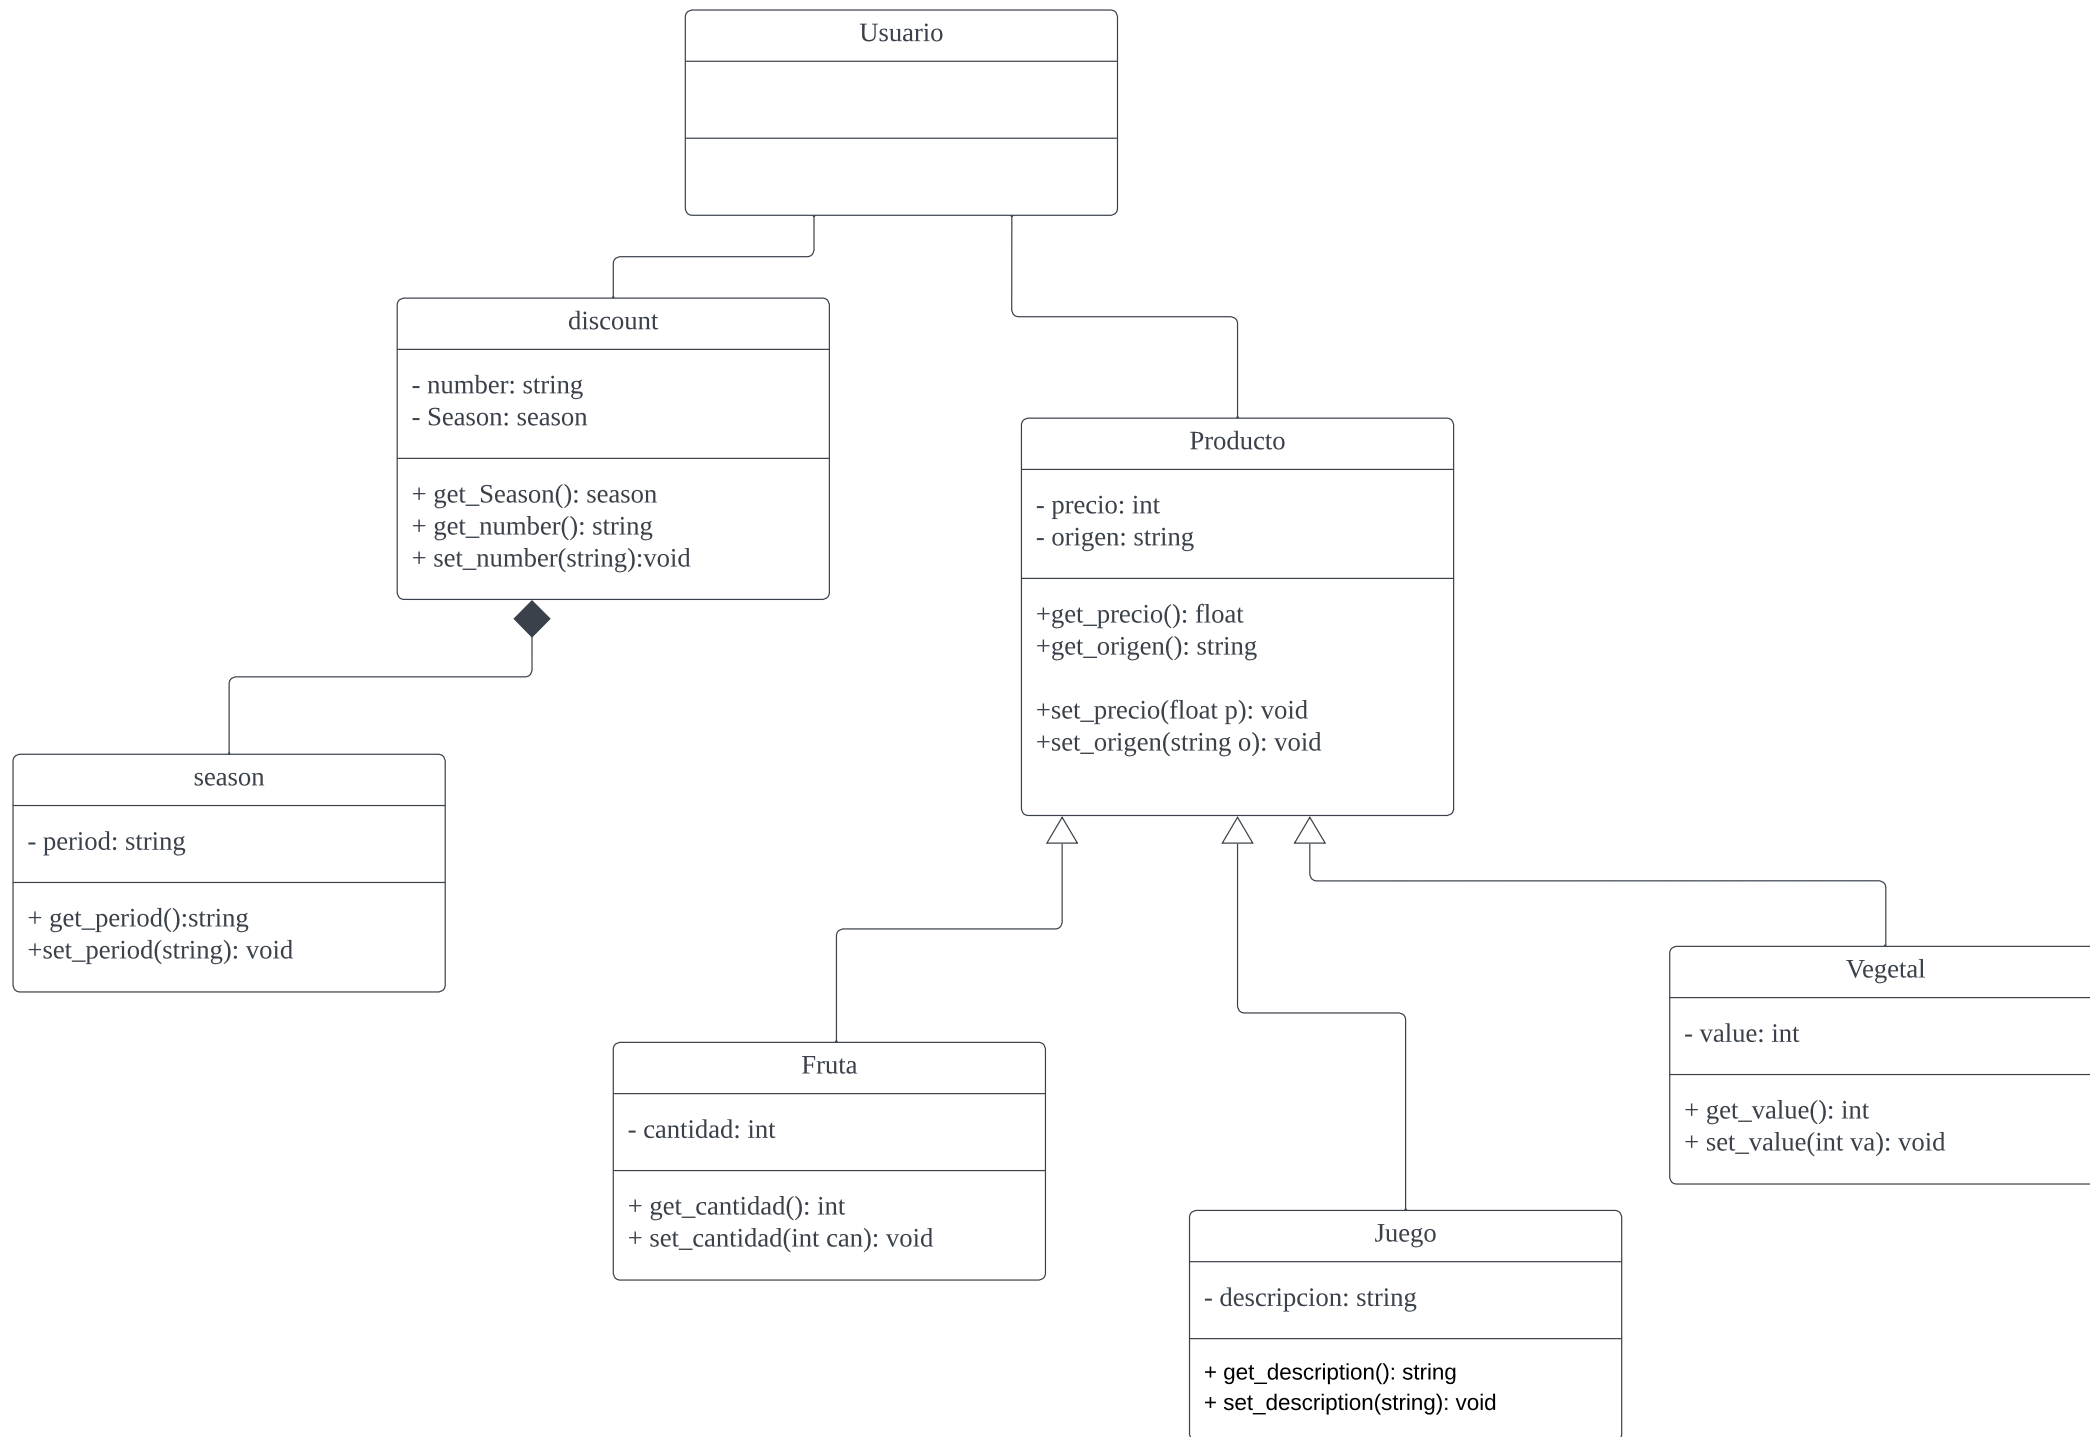 Usuario
discount
- number: string
- Season: season
+ get_Season(): season
+ get_number(): string
+ set_number(string):void
Producto
- precio: int
- origen: string
+get_precio(): float
+get_origen(): string
+set_precio(float p): void
+set_origen(string o): void
season
- period: string
+ get_period():string
+set_period(string): void
Vegetal
- value: int
+ get_value(): int
+ set_value(int va): void
Fruta
- cantidad: int
+ get_cantidad(): int
+ set_cantidad(int can): void
Juego
- descripcion: string
+ get_description(): string
+ set_description(string): void